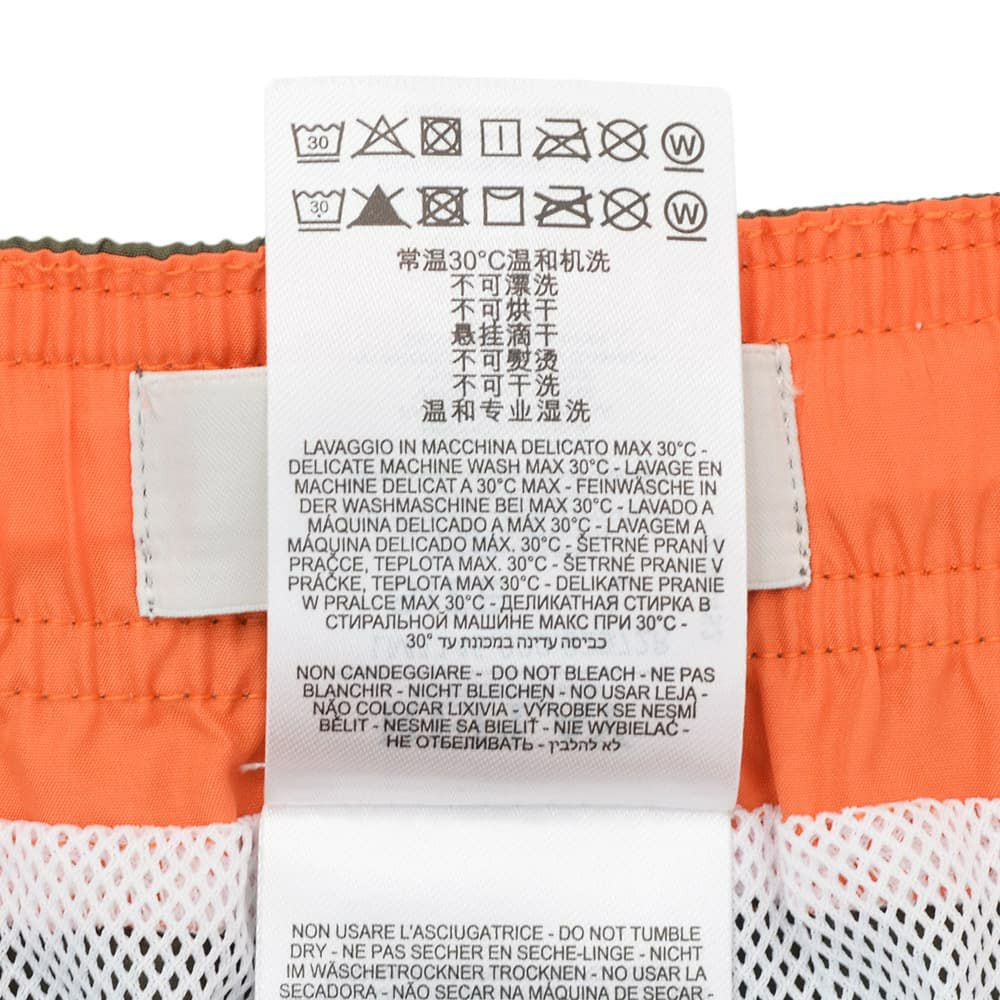 30 W
30 W
常温30°C温和机洗
不可漂洗
不可烘干
悬挂滴干
不可熨烫
不可干洗
温和专业湿洗
LAVAGGIO IN MACCHINA DELICATO MAX 30°C -
DELICATE MACHINE WASH MAX 30°C - LAVAGE EN
MACHINE DELICAT A 30°C MAX - FEINWÄSCHE IN
DER WASHMASCHINE BEI MAX 30°C - LAVADO A
MÁQUINA DELICADO A MÁX 30°C - LAVAGEM A
MÁQUINA DELICADO MÁX. 30°C - ŠETRNÉ PRANÍ V
PRAČCE, TEPLOTA MAX. 30°C - ŠETRNÉ PRANIE V
PRÁČKE, TEPLOTA MAX 30°C - DELIKATNE PRANIE
W PRALCE MAX 30°C - ДЕЛИКАТНАЯ СТИРКА В
СТИРАЛЬНОЙ МАШИНЕ МАКС ПРИ 30°C -
כביסה עדינה במכונת עד 30°
NON CANDEGGIARE - DO NOT BLEACH - NE PAS
BLANCHIR - NICHT BLEICHEN - NO USAR LEJA -
NÃO COLOCAR LIXIVIA - VÝROBEK SE NESMÍ
BĚLIT - NESMIE SA BIELIŤ - NIE WYBIELAĆ -
НЕ ОТБЕЛИВАТЬ - לא להלבין
NON USARE L'ASCIUGATRICE - DO NOT TUMBLE
DRY - NE PAS SECHER EN SECHE-LINGE - NICHT
IM WÄSCHETROCKNER TROCKNEN - NO USAR LA
SECADORA - NÃO SECAR NA MÁQUINA DE SECAR -